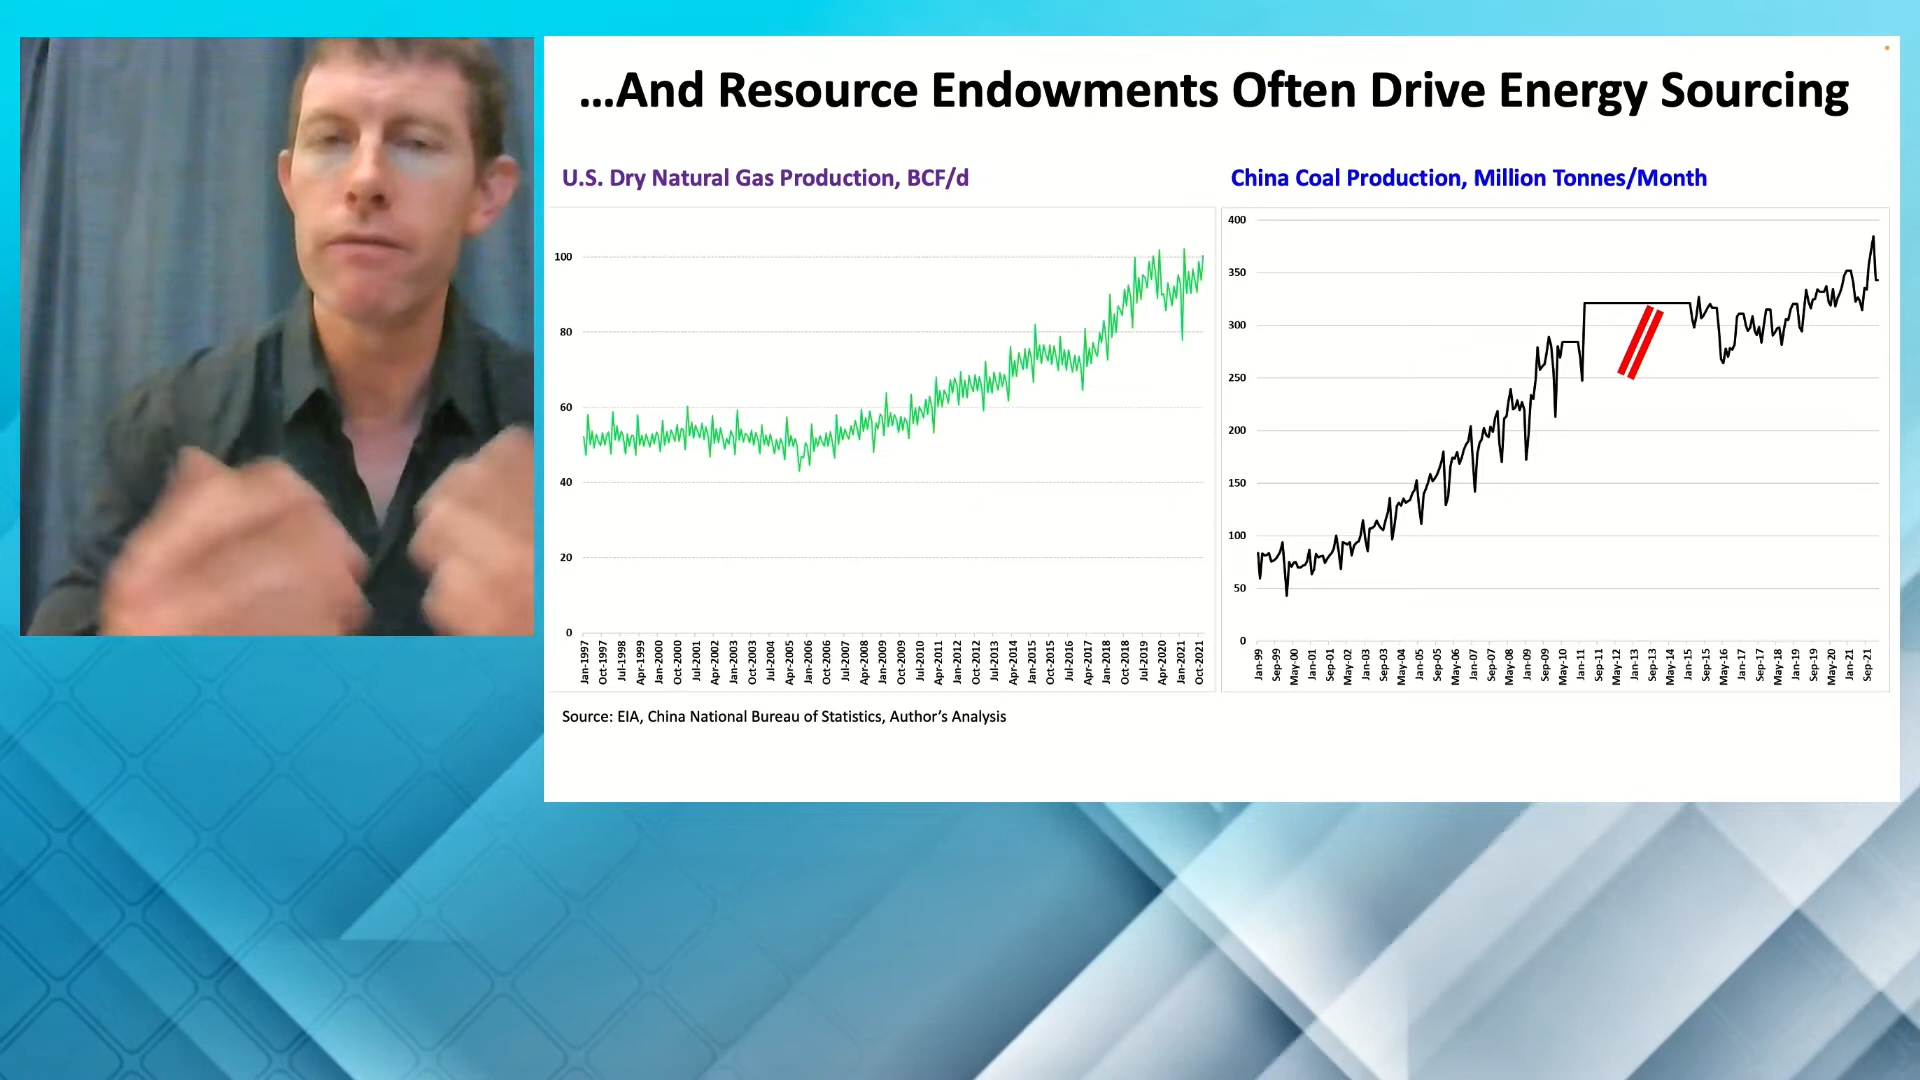 ...And Resource Endowments Often Drive Energy Sourcing
U.S. Dry Natural Gas Production, BCF/d
100
80
60
40
20
0
Jan-1997
Oct-1997
Jul-1998
Apr-1999
Jan-2000
Oct-2000
Jul-2001
Apr-2002
Jan-2003
Oct-2003
Jul-2004
Apr-2005
Jan-2006
Oct-2006
Jul-2007
Apr-2008
Jan-2009
Oct-2009
Jul-2010
Apr-2011
Jan-2012
Oct-2012
Jul-2013
Apr-2014
Jan-2015
Oct-2015
Jul-2016
Apr-2017
Jan-2018
Oct-2018
Jul-2019
Apr-2020
Jan-2021
Oct-2021
China Coal Production, Million Tonnes/Month
400
350
300
250
200
150
100
50
0
Jan-99
Sep-99
May-00
Jan-01
Sep-01
May-02
Jan-03
Sep-03
May-04
Jan-05
Sep-05
May-06
Jan-07
Sep-07
May-08
Jan-09
Sep-09
May-10
Jan-11
Sep-11
May-12
Jan-13
Sep-13
May-14
Jan-15
Sep-15
May-16
Jan-17
Sep-17
May-18
Jan-19
Sep-19
May-20
Jan-21
Sep-21
Source: EIA, China National Bureau of Statistics, Author's Analysis